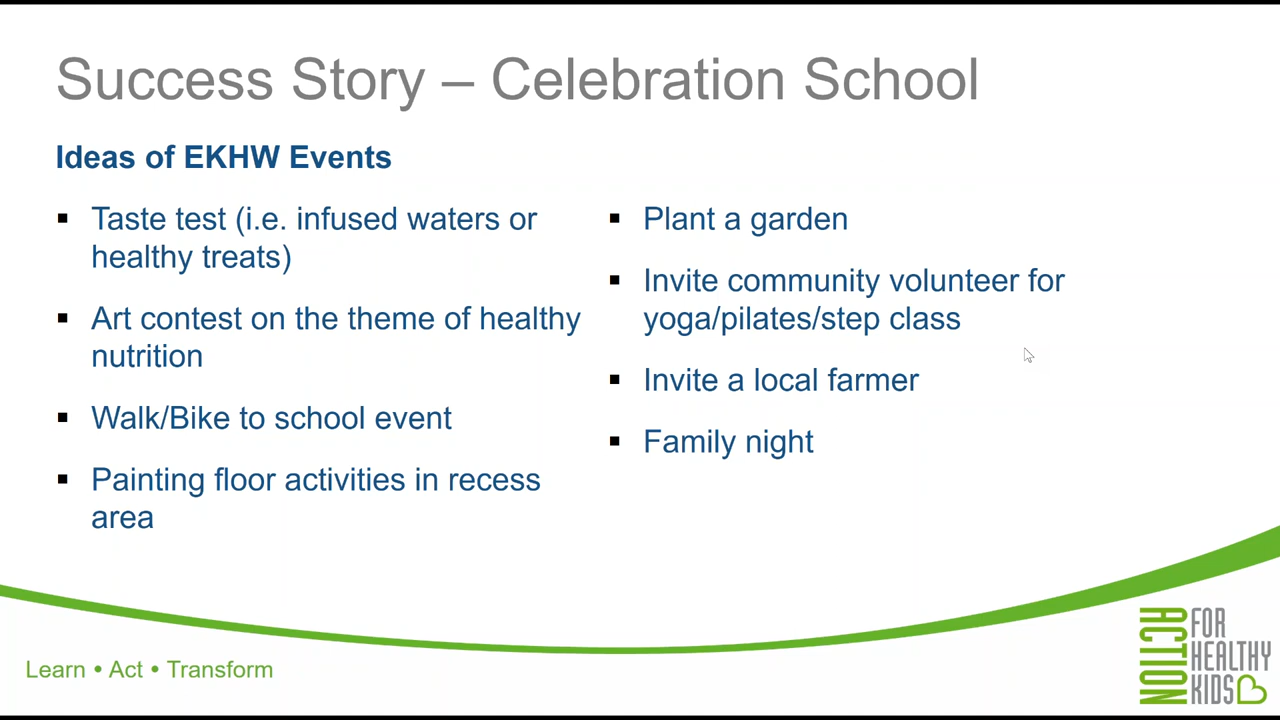 Success Story – Celebration School
Ideas of EKHW Events
▪ Taste test (i.e. infused waters or
healthy treats)
▪ Art contest on the theme of healthy
nutrition
▪ Walk/Bike to school event
▪ Painting floor activities in recess
area
▪ Plant a garden
▪ Invite community volunteer for
yoga/pilates/step class
▪ Invite a local farmer
▪ Family night
Learn • Act • Transform
ACTION
FOR
HEALTHY
KIDS